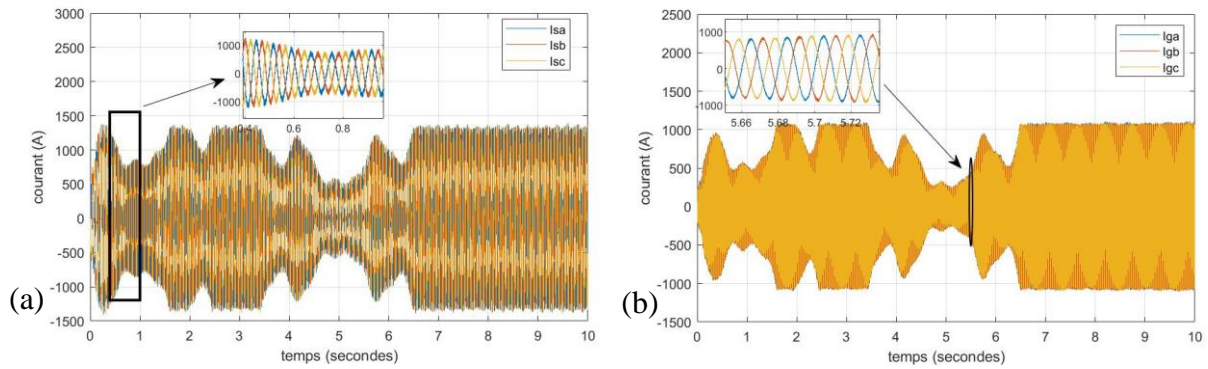 3000
2500
2000
1500
1000
500
0
-500
-1000
-1500
courant (A)
0 1 2 3 4 5 6 7 8 9 10
temps (secondes)
Isa
Isb
Isc
1000
0
-1000
0.4 0.6 0.8
(a)
2500
2000
1500
1000
500
0
-500
-1000
-1500
courant (A)
0 1 2 3 4 5 6 7 8 9 10
temps (secondes)
Iga
Igb
Igc
1000
0
-1000
5.66 5.68 5.7 5.72
(b)